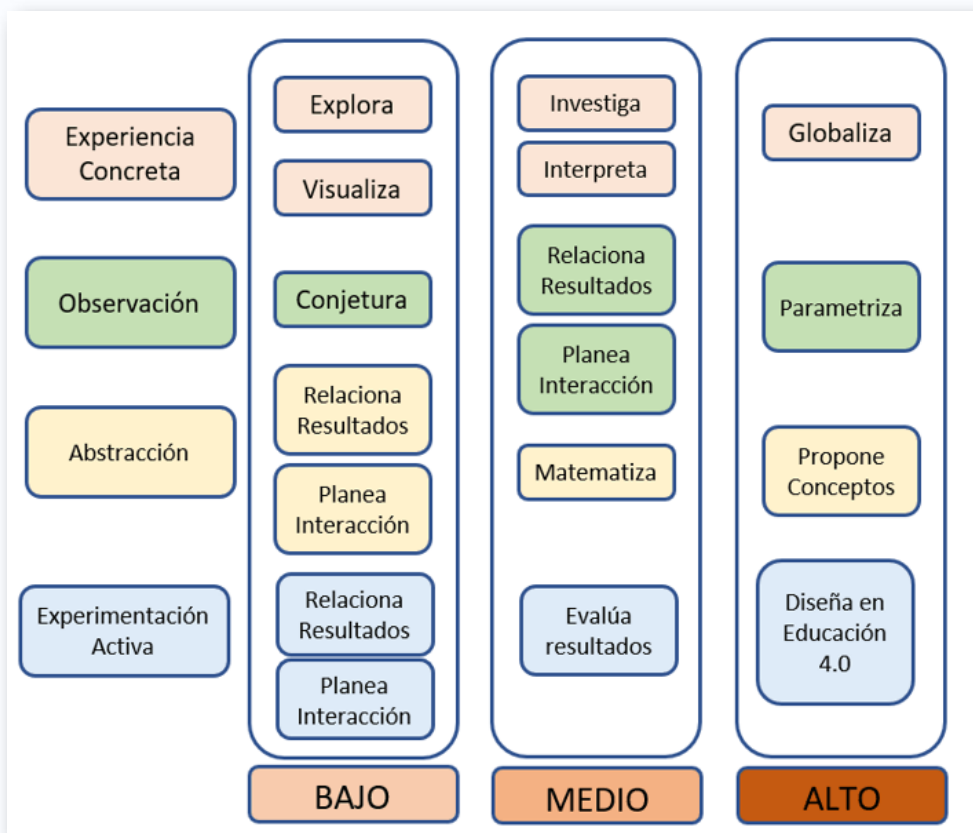 Experiencia
Concreta
Explora
Visualiza
Investiga
Interpreta
Globaliza
Observación
Conjetura
Relaciona
Resultados
Planea
Interacción
Parametriza
Abstracción
Relaciona
Resultados
Planea
Interacción
Matematiza
Propone
Conceptos
Experimentación
Activa
Relaciona
Resultados
Planea
Interacción
Evalúa
resultados
Diseña en
Educación
4.0
BAJO
MEDIO
ALTO